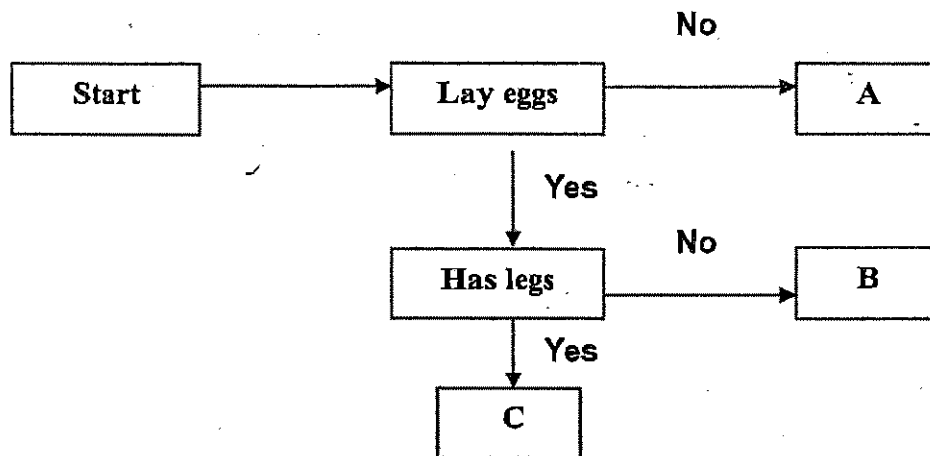 No
Start
Lay eggs
A
Yes
No
Has legs
B
Yes
C